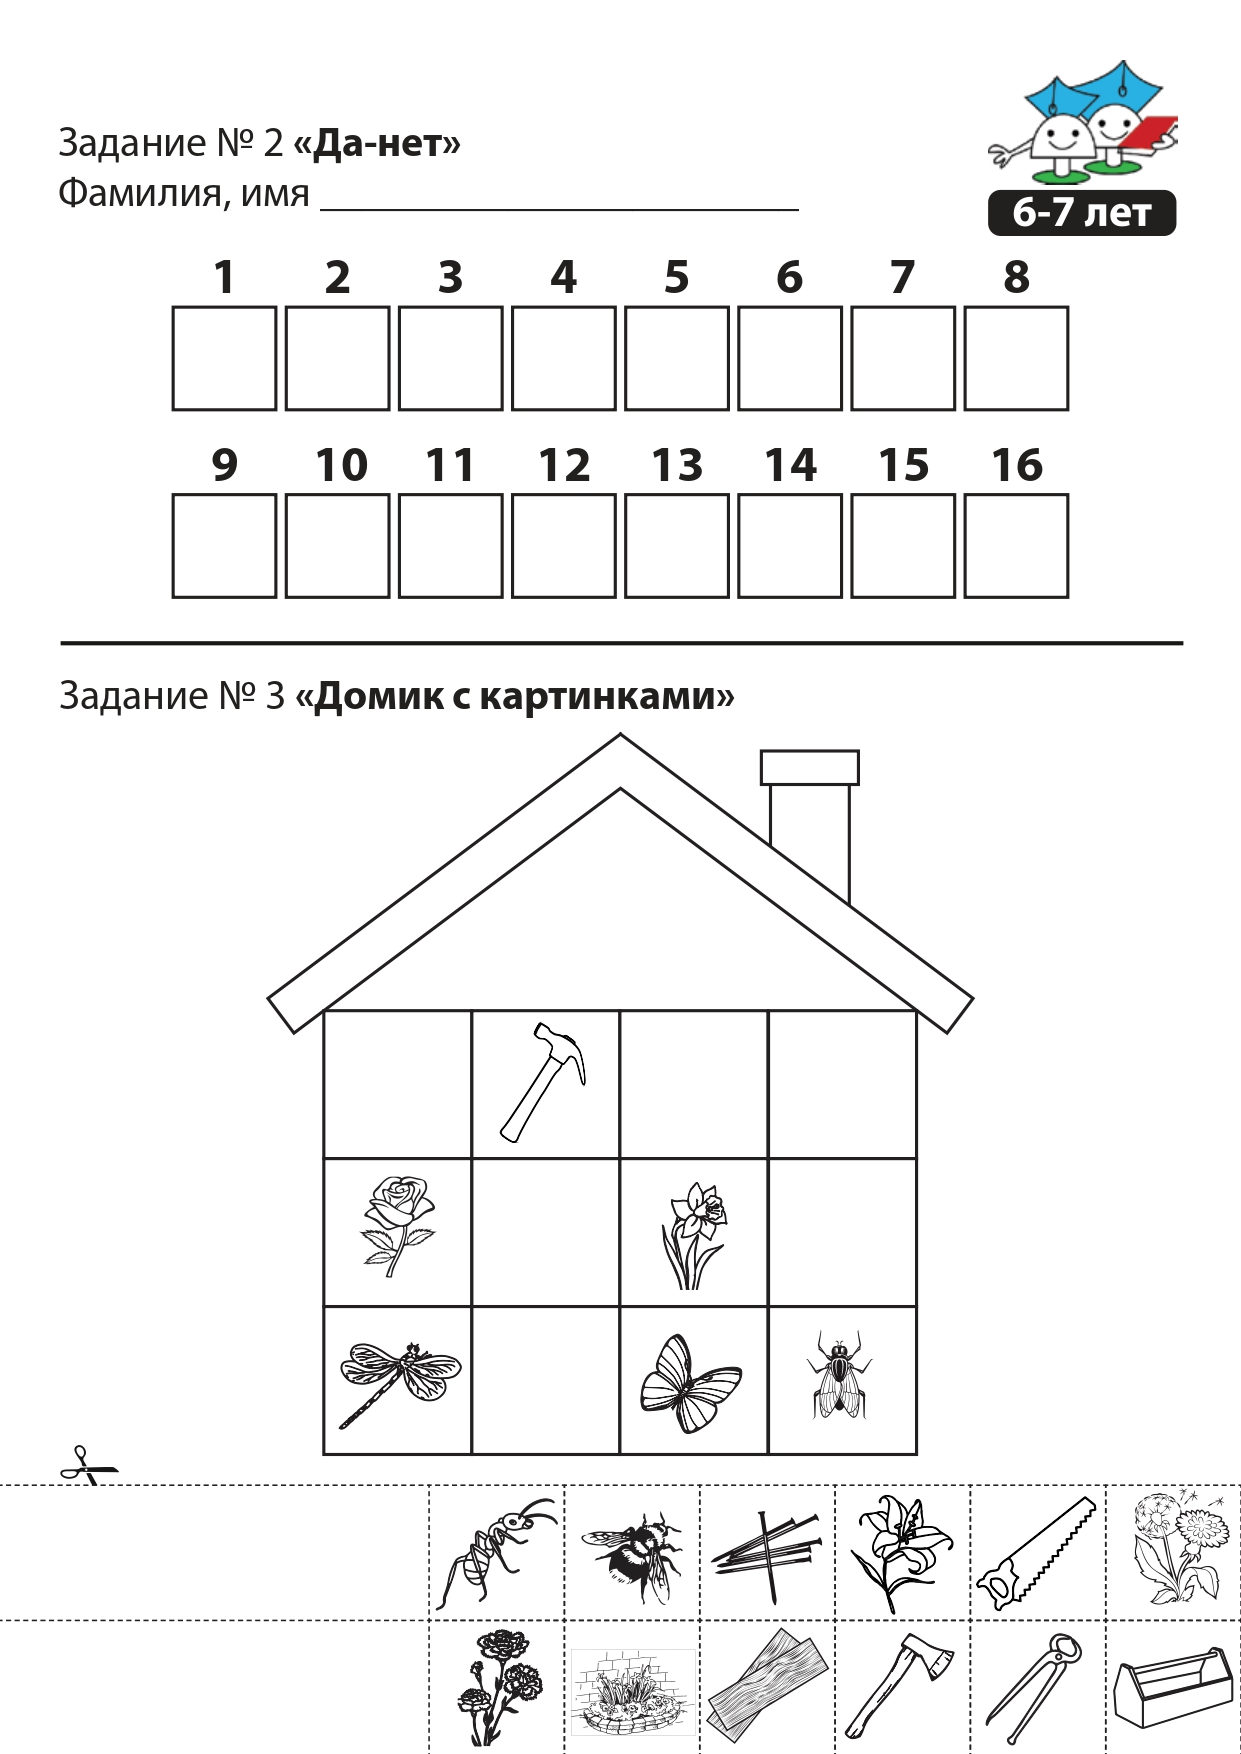 Задание № 2 «Да-нет»
Фамилия, имя
6-7 лет
1 2 3 4 5 6 7 8
9 10 11 12 13 14 15 16
Задание № 3 «Домик с картинками»